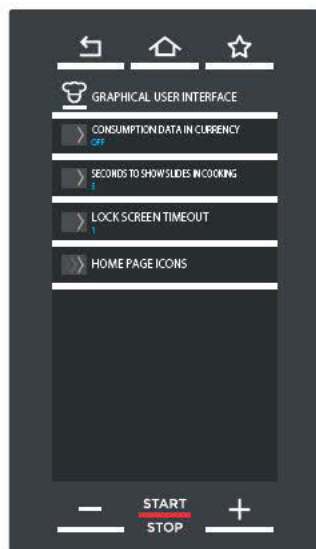 GRAPHICAL USER INTERFACE
CONSUMPTION DATA IN CURRENCY
OFF
SECONDS TO SHOW SLIDES IN COOKING
5
LOCK SCREEN TIMEOUT
1
HOME PAGE ICONS
START
STOP